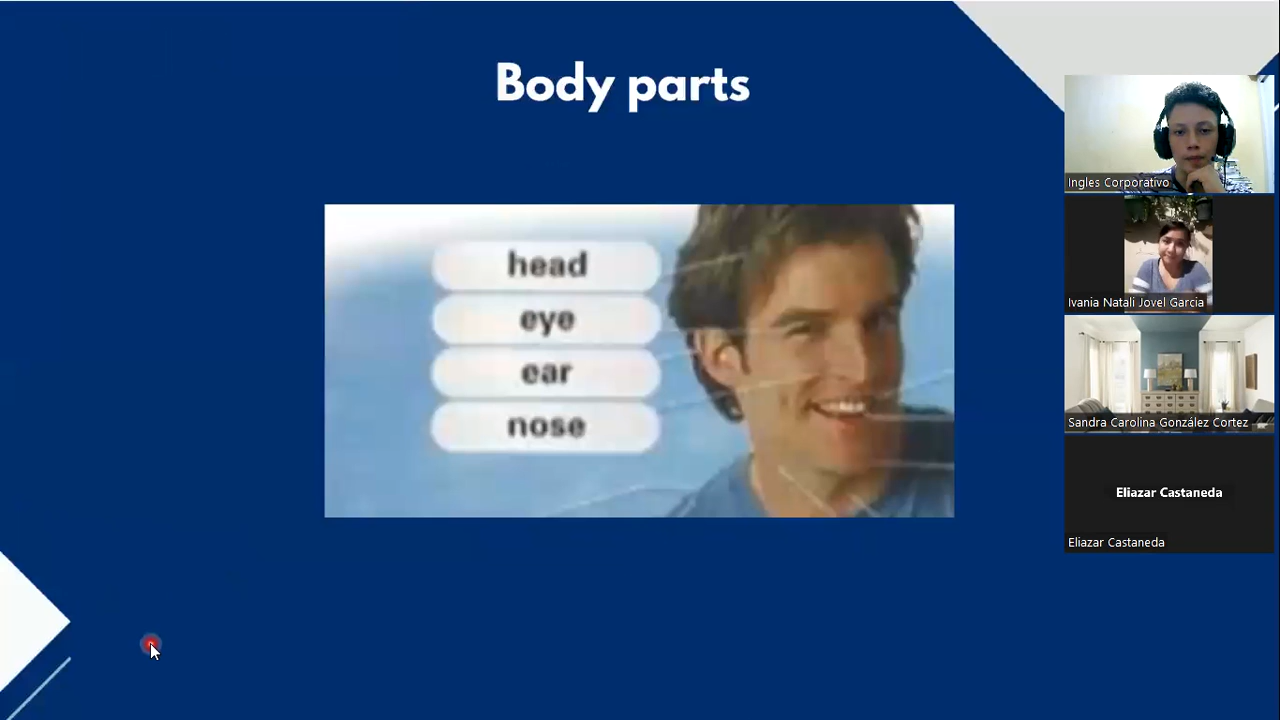 Body parts
head
eye
ear
nose
Ingles Corporativo
Ivania Natali Jovel Garcia
Sandra Carolina González Cortez
Eliazar Castaneda
Eliazar Castaneda